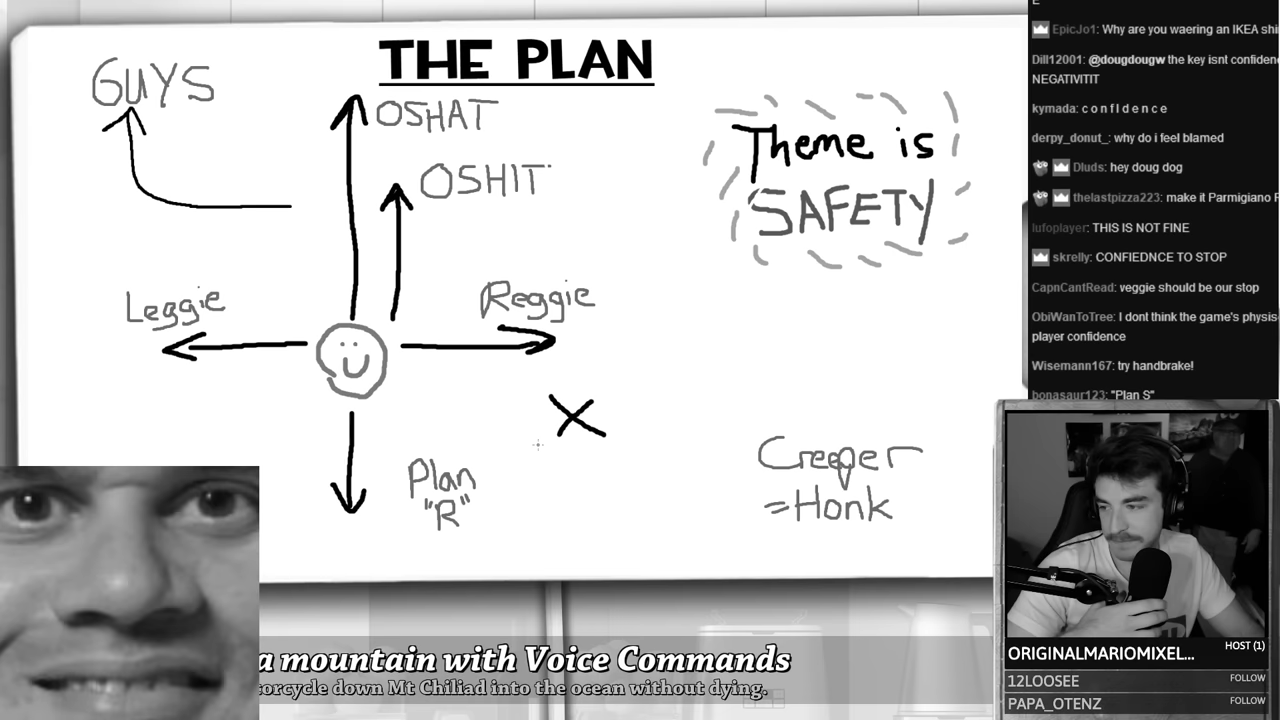 THE PLAN
GUYS
OSHAT
OSHIT
Theme is
SAFETY
Leggie
Reggie
Plan
"R"
Creeper
=Honk
a mountain with Voice Commands
orcycle down Mt Chiliad into the ocean without dying.
E
EpicJo1: Why are you waering an IKEA shi
Dill12001: @dougdougw the key isnt confidenc
NEGATIVITIT
kymada: c o n f I d e n c e
derpy_donut_: why do i feel blamed
Dluds: hey doug dog
thelastpizza223: make it Parmigiano F
lufoplayer: THIS IS NOT FINE
skrelly: CONFIEDNCE TO STOP
CapnCantRead: veggie should be our stop
ObiWanToTree: I dont think the game's physis
player confidence
Wisemann167: try handbrake!
bonasaur123: "Plan S"
ORIGINALMARIOMIXEL...
HOST (1)
12LOOSEE
FOLLOW
PAPA_OTENZ
FOLLOW